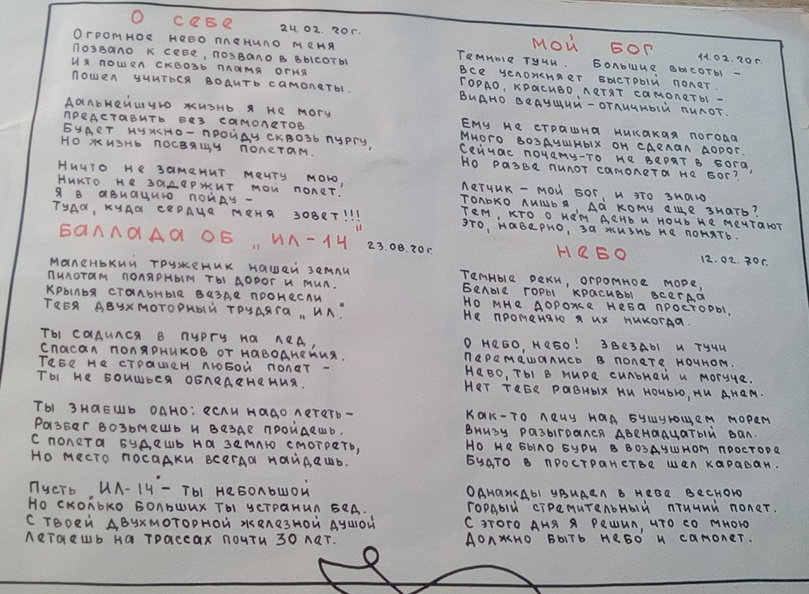 О СЕБЕ
24.02.70г.
Огромное небо пленило меня
Позвало к себе, позвало в высоты
И я пошел сквозь пламя огня
Пошел учиться водить самолеты.
Дальнейшую жизнь я не могу
Представить без самолетов
Будет нужно – пройду сквозь пургу,
Но жизнь посвящу полетам.
Ничто не заменит мечту мою,
Никто не задержит мой полет.
Я в авиацию пойду –
Туда, куда сердце меня зовет!!!
БАЛЛАДА ОБ „ИЛ-14"
23.08.70г.
Маленький труженик нашей земли
Пилотам полярным ты дорог и мил.
Крылья стальные везде пронесли
Тебя двухмоторный трудяга „ИЛ".
Ты садился в пургу на лед,
Спасал полярников от наводнения.
Тебе не страшен любой полет –
Ты не боишься обледенения.
Ты знаешь одно: если надо лететь –
Разбег возьмешь и везде пройдешь.
С полета будешь на землю смотреть,
Но место посадки всегда найдешь.
Пусть „ИЛ-14" – ты небольшой
Но сколько больших ты устранил бед.
С твоей двухмоторной железной душой
Летаешь на трассах почти 30 лет.
МОЙ БОГ
11.02.70г.
Темные тучи. Большие высоты –
Все усложняет быстрый полет.
Гордо, красиво летят самолеты –
Видно ведущий – отличный пилот.
Ему не страшна никакая погода
Много воздушных он сделал дорог.
Сейчас почему-то не верят в бога,
Но разве пилот самолета не бог?
Летчик – мой бог, и это знаю
Только лишь я, да кому еще знать?
Тем, кто о нем день и ночь не мечтают
Это, наверно, за жизнь не понять.
НЕБО
12.02.70г.
Темные реки, огромное море,
Белые горы красивы всегда
Но мне дороже неба просторы,
Не променяю я их никогда.
О небо, небо! Звезды и тучи
Перемешались в полете ночном.
Небо, ты в мире сильней и могуче.
Нет тебе равных ни ночью, ни днем.
Как-то лечу над бушующем морем
Внизу разыгрался двенадцатый вал.
Но не было бури в воздушном просторе
Будто в пространстве шел караван.
Однажды увидел в небе весною
Гордый стремительный птичий полет.
С этого дня я решил, что со мною
Должно быть небо и самолет.